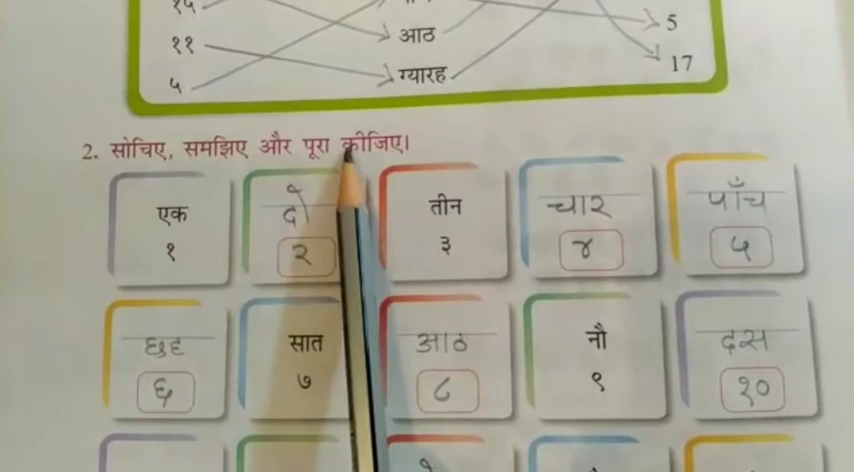 आठ
5
११
17
५
ग्यारह
2. सोचिए, समझिए और पूरा कीजिए।
एक
दो
तीन
चार
पाँच
१
२
३
४
५
छह
सात
आठ
नौ
दस
६
७
८
९
१०